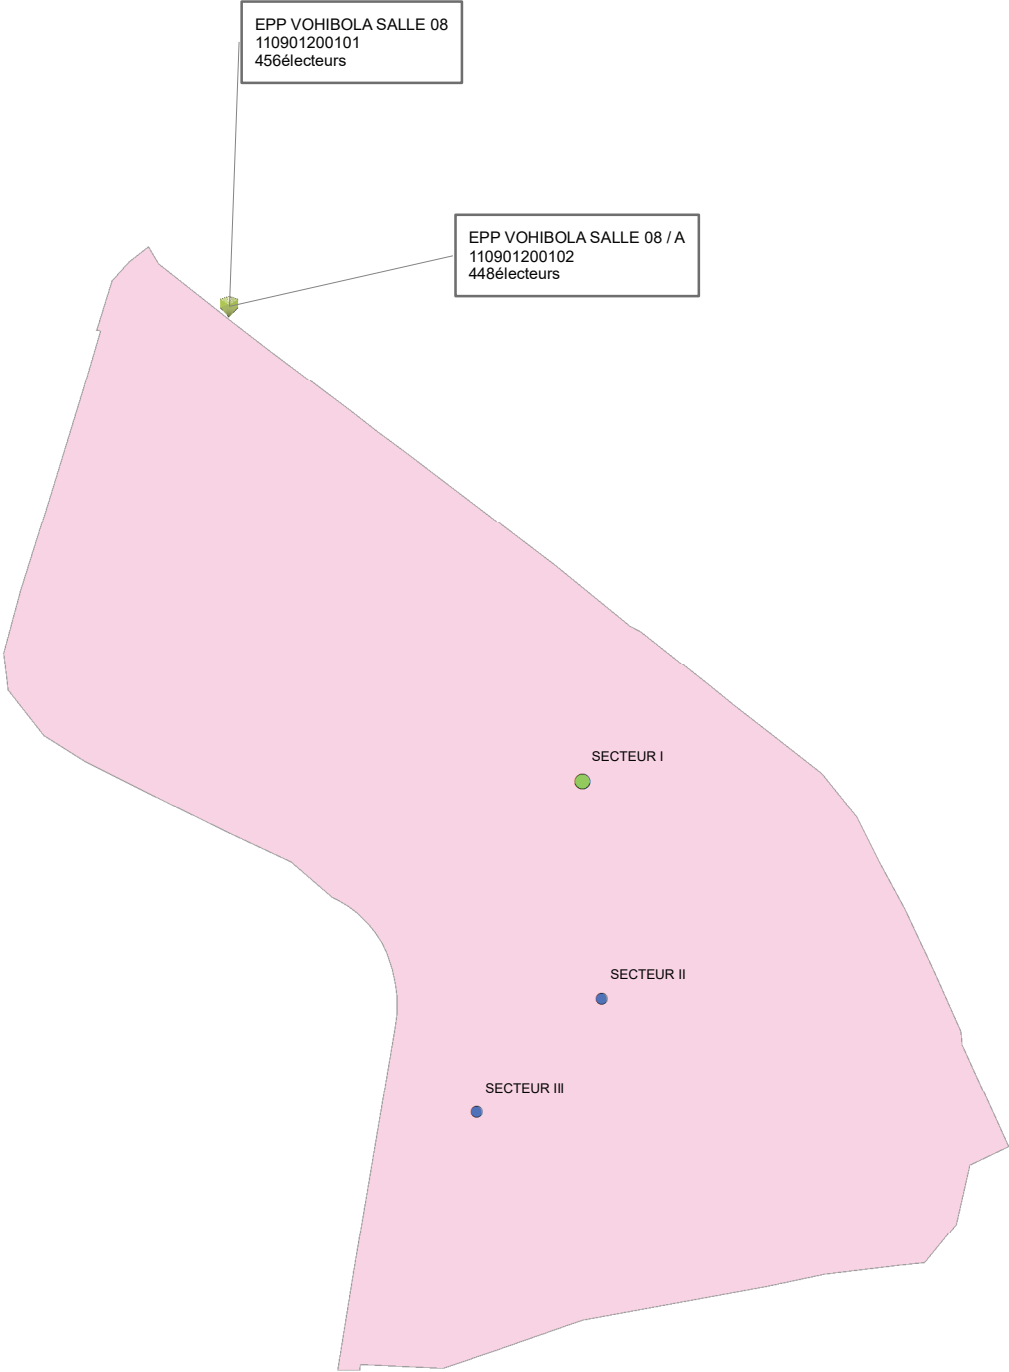 EPP VOHIBOLA SALLE 08
110901200101
456électeurs
EPP VOHIBOLA SALLE 08 / A
110901200102
448électeurs
SECTEUR I
SECTEUR II
SECTEUR III